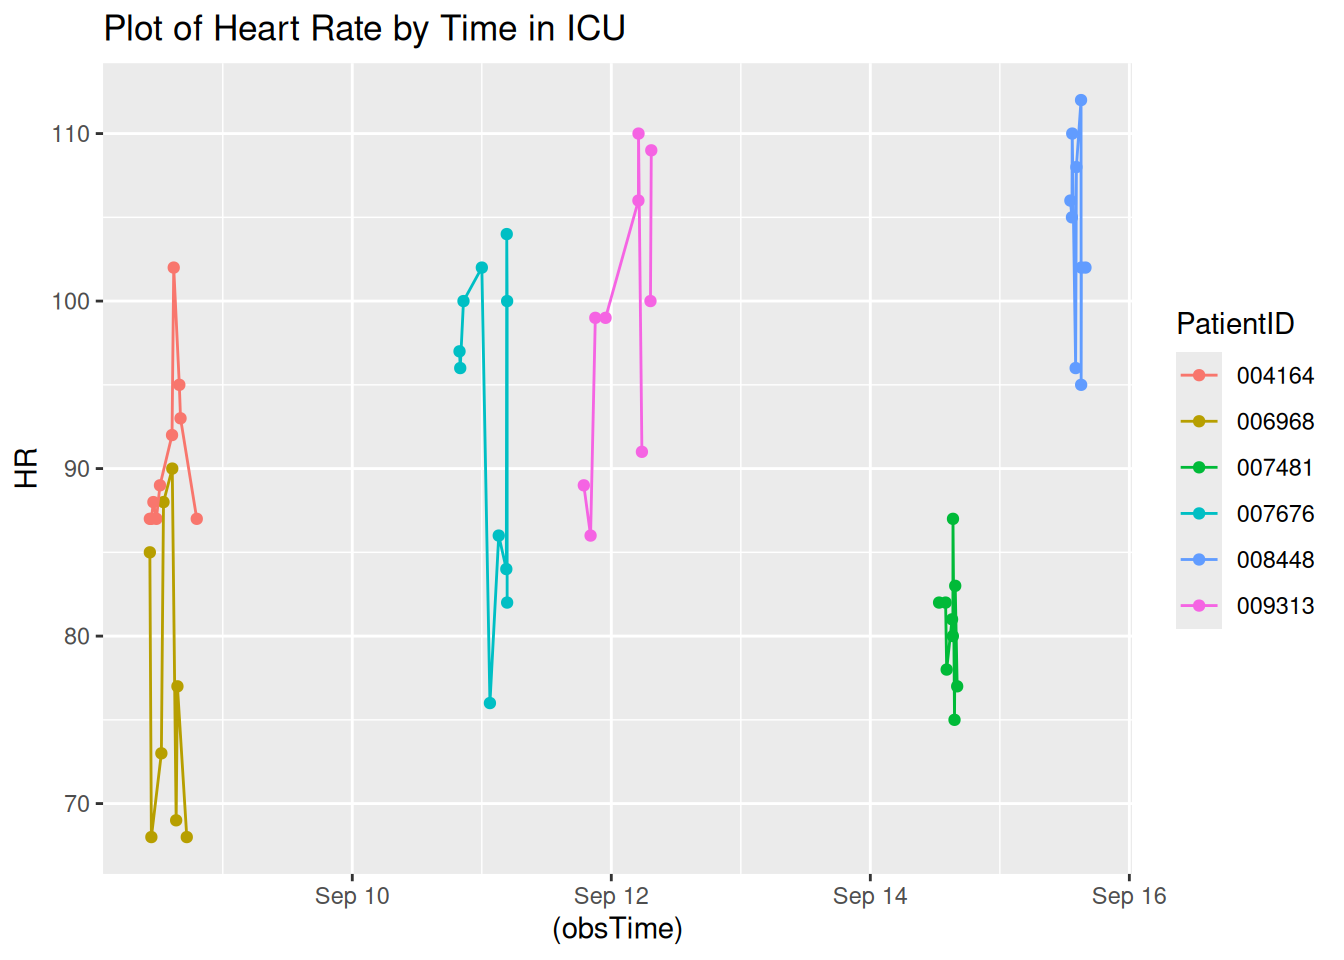 Plot of Heart Rate by Time in ICU
110
100
90
80
70
HR
Sep 10
Sep 12
Sep 14
Sep 16
(obsTime)
PatientID
004164
006968
007481
007676
008448
009313